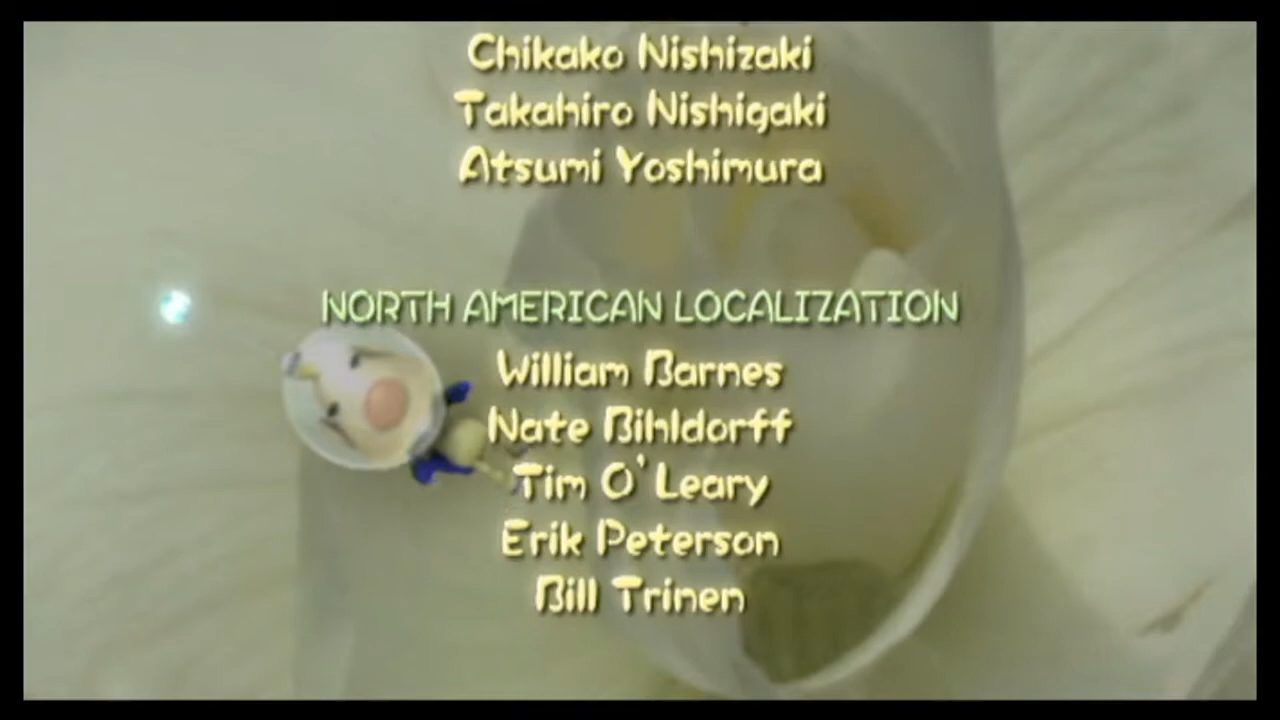 Chikako Nishizaki
Takahiro Nishigaki
Atsumi Yoshimura
NORTH AMERICAN LOCALIZATION
William Barnes
Nate Bihldorff
Tim O'Leary
Erik Peterson
Bill Trinen